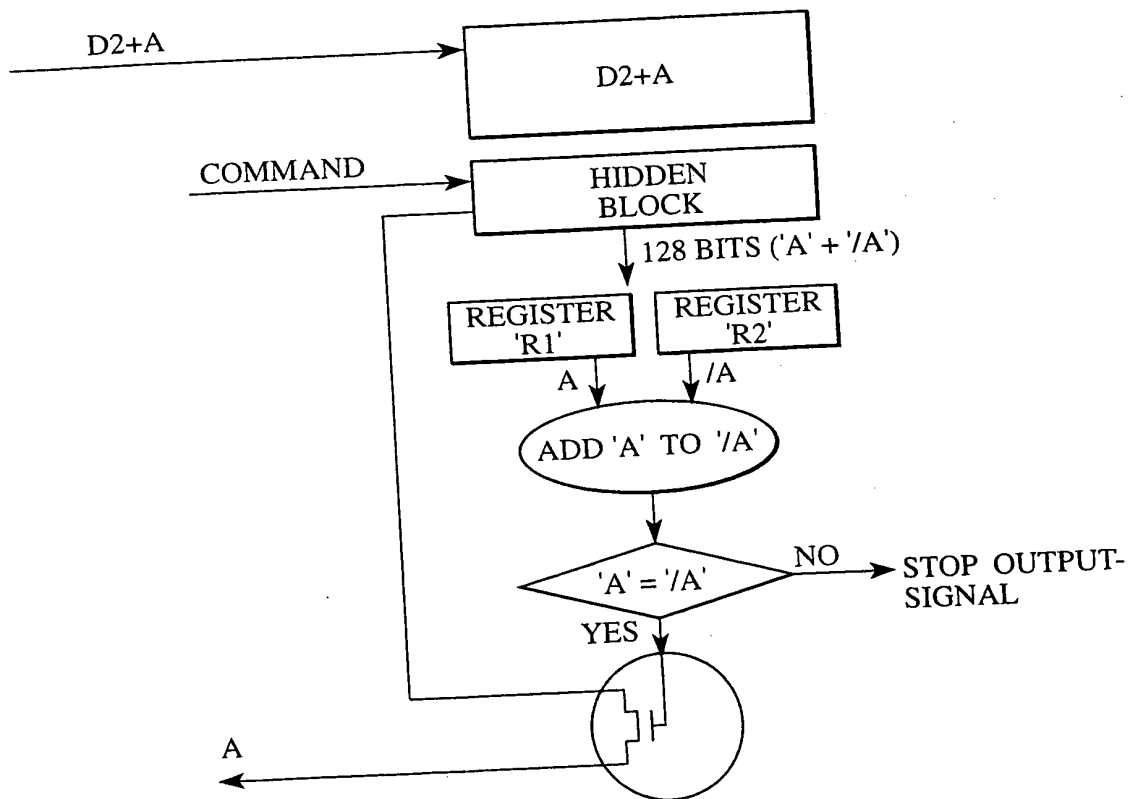 D2+A
D2+A
COMMAND
HIDDEN
BLOCK
128 BITS ('A' + '/A')
REGISTER
'R1'
REGISTER
'R2'
A
/A
ADD 'A' TO '/A'
'A' = '/A'
NO
STOP OUTPUT-
SIGNAL
YES
A